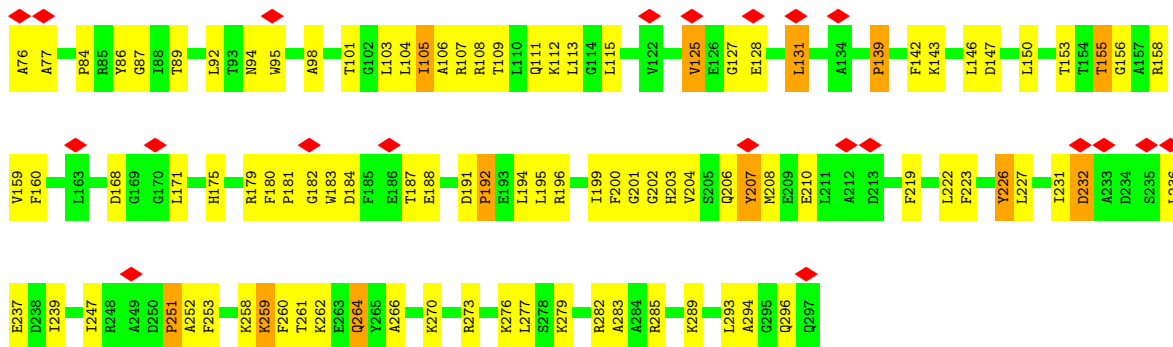 A76 A77 P84 R85 Y86 G87 I88 T89 L92 T93 N94 W95 A98 T101 G102 L103 L104 I105 A106 R107 R108 T109 L110 Q111 K112 L113 G114 L115 V122 V125 E126 G127 E128 L131 A134 P139 F142 K143 L146 D147 L150 T153 T154 T155 G156 A157 R158
V159 F160 L163 D168 G169 G170 L171 H175 R179 F180 P181 G182 W183 D184 F185 E186 T187 E188 D191 P192 E193 L194 L195 R196 I199 F200 G201 G202 H203 V204 S205 Q206 Y207 M208 E209 E210 L211 A212 D213 F219 L222 F223 Y226 L227 I231 D232 A233 D234 S235
E237 D238 I239 I247 R248 A249 D250 P251 A252 F253 K258 K259 F260 T261 K262 E263 Q264 Y265 A266 K270 R273 K276 L277 S278 K279 R282 A283 A284 R285 K289 L293 A294 G295 Q296 Q297